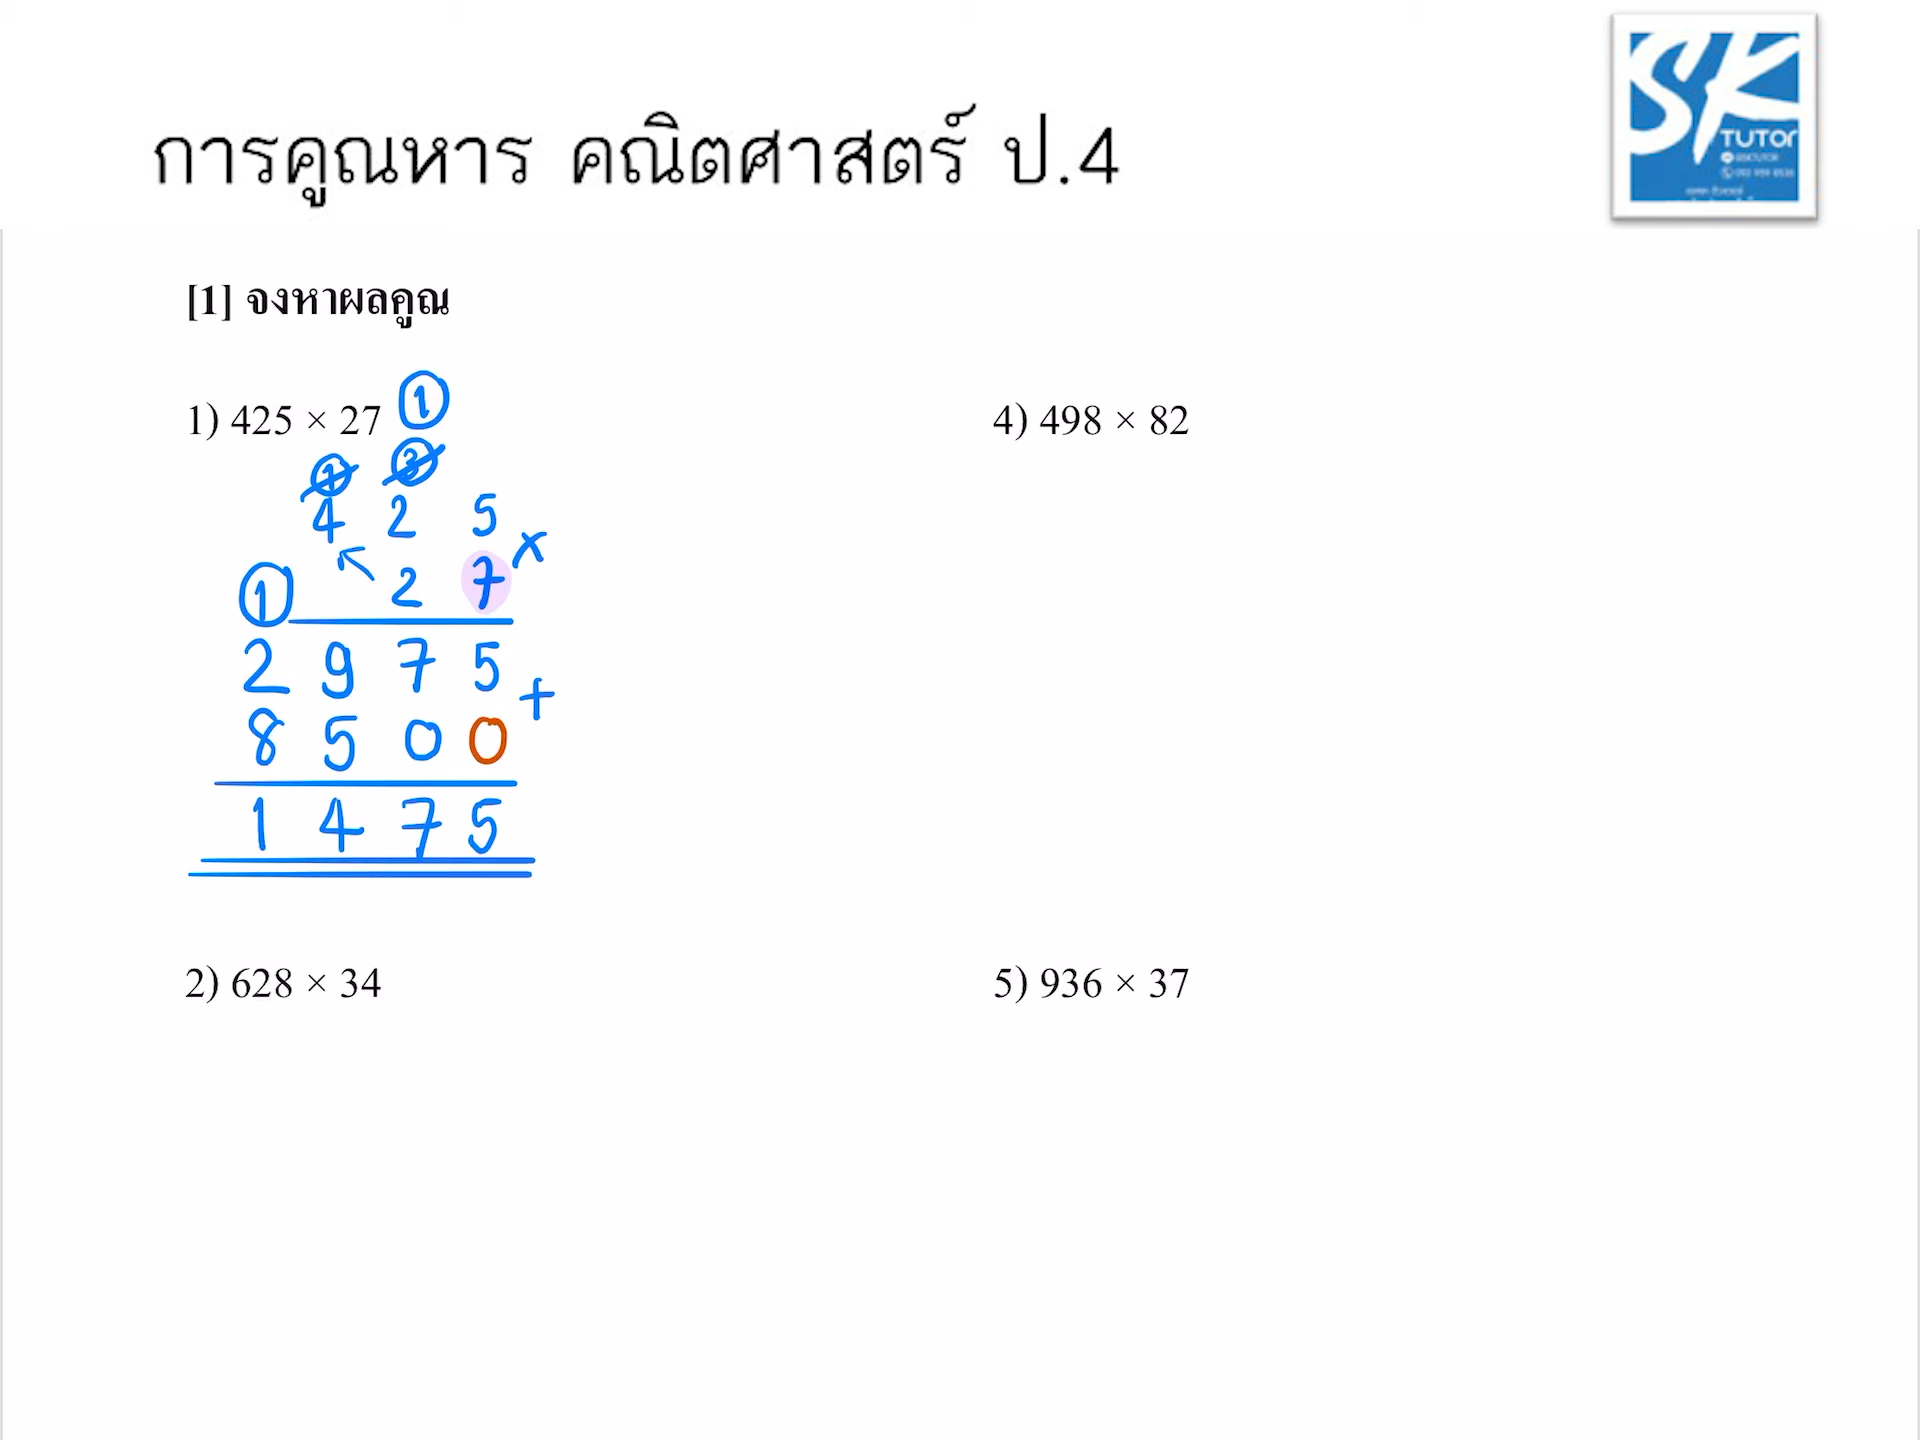 การคูณหาร คณิตศาสตร์ ป.4
SK
TUTOR
[1] จงหาผลคูณ
1) 425 × 27
1
1 3
4 2 5
×
2 7
1
2 9 7 5
+
8 5 0 0
1 4 7 5
4) 498 × 82
2) 628 × 34
5) 936 × 37